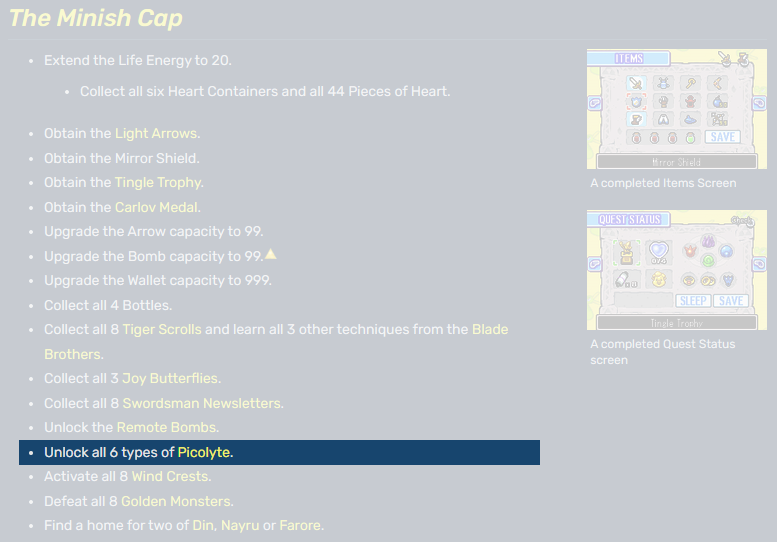 The Minish Cap
Extend the Life Energy to 20.
Collect all six Heart Containers and all 44 Pieces of Heart.
Obtain the Light Arrows.
Obtain the Mirror Shield.
Obtain the Tingle Trophy.
Obtain the Carlov Medal.
Upgrade the Arrow capacity to 99.
Upgrade the Bomb capacity to 99.
Upgrade the Wallet capacity to 999.
Collect all 4 Bottles.
Collect all 8 Tiger Scrolls and learn all 3 other techniques from the Blade
Brothers.
Collect all 3 Joy Butterflies.
Collect all 8 Swordsman Newsletters.
Unlock the Remote Bombs.
Unlock all 6 types of Picolyte.
Activate all 8 Wind Crests.
Defeat all 8 Golden Monsters.
Find a home for two of Din, Nayru or Farore.
ITEMS
SAVE
Mirror Shield
A completed Items Screen
QUEST STATUS
SLEEP SAVE
Tingle Trophy
A completed Quest Status
screen